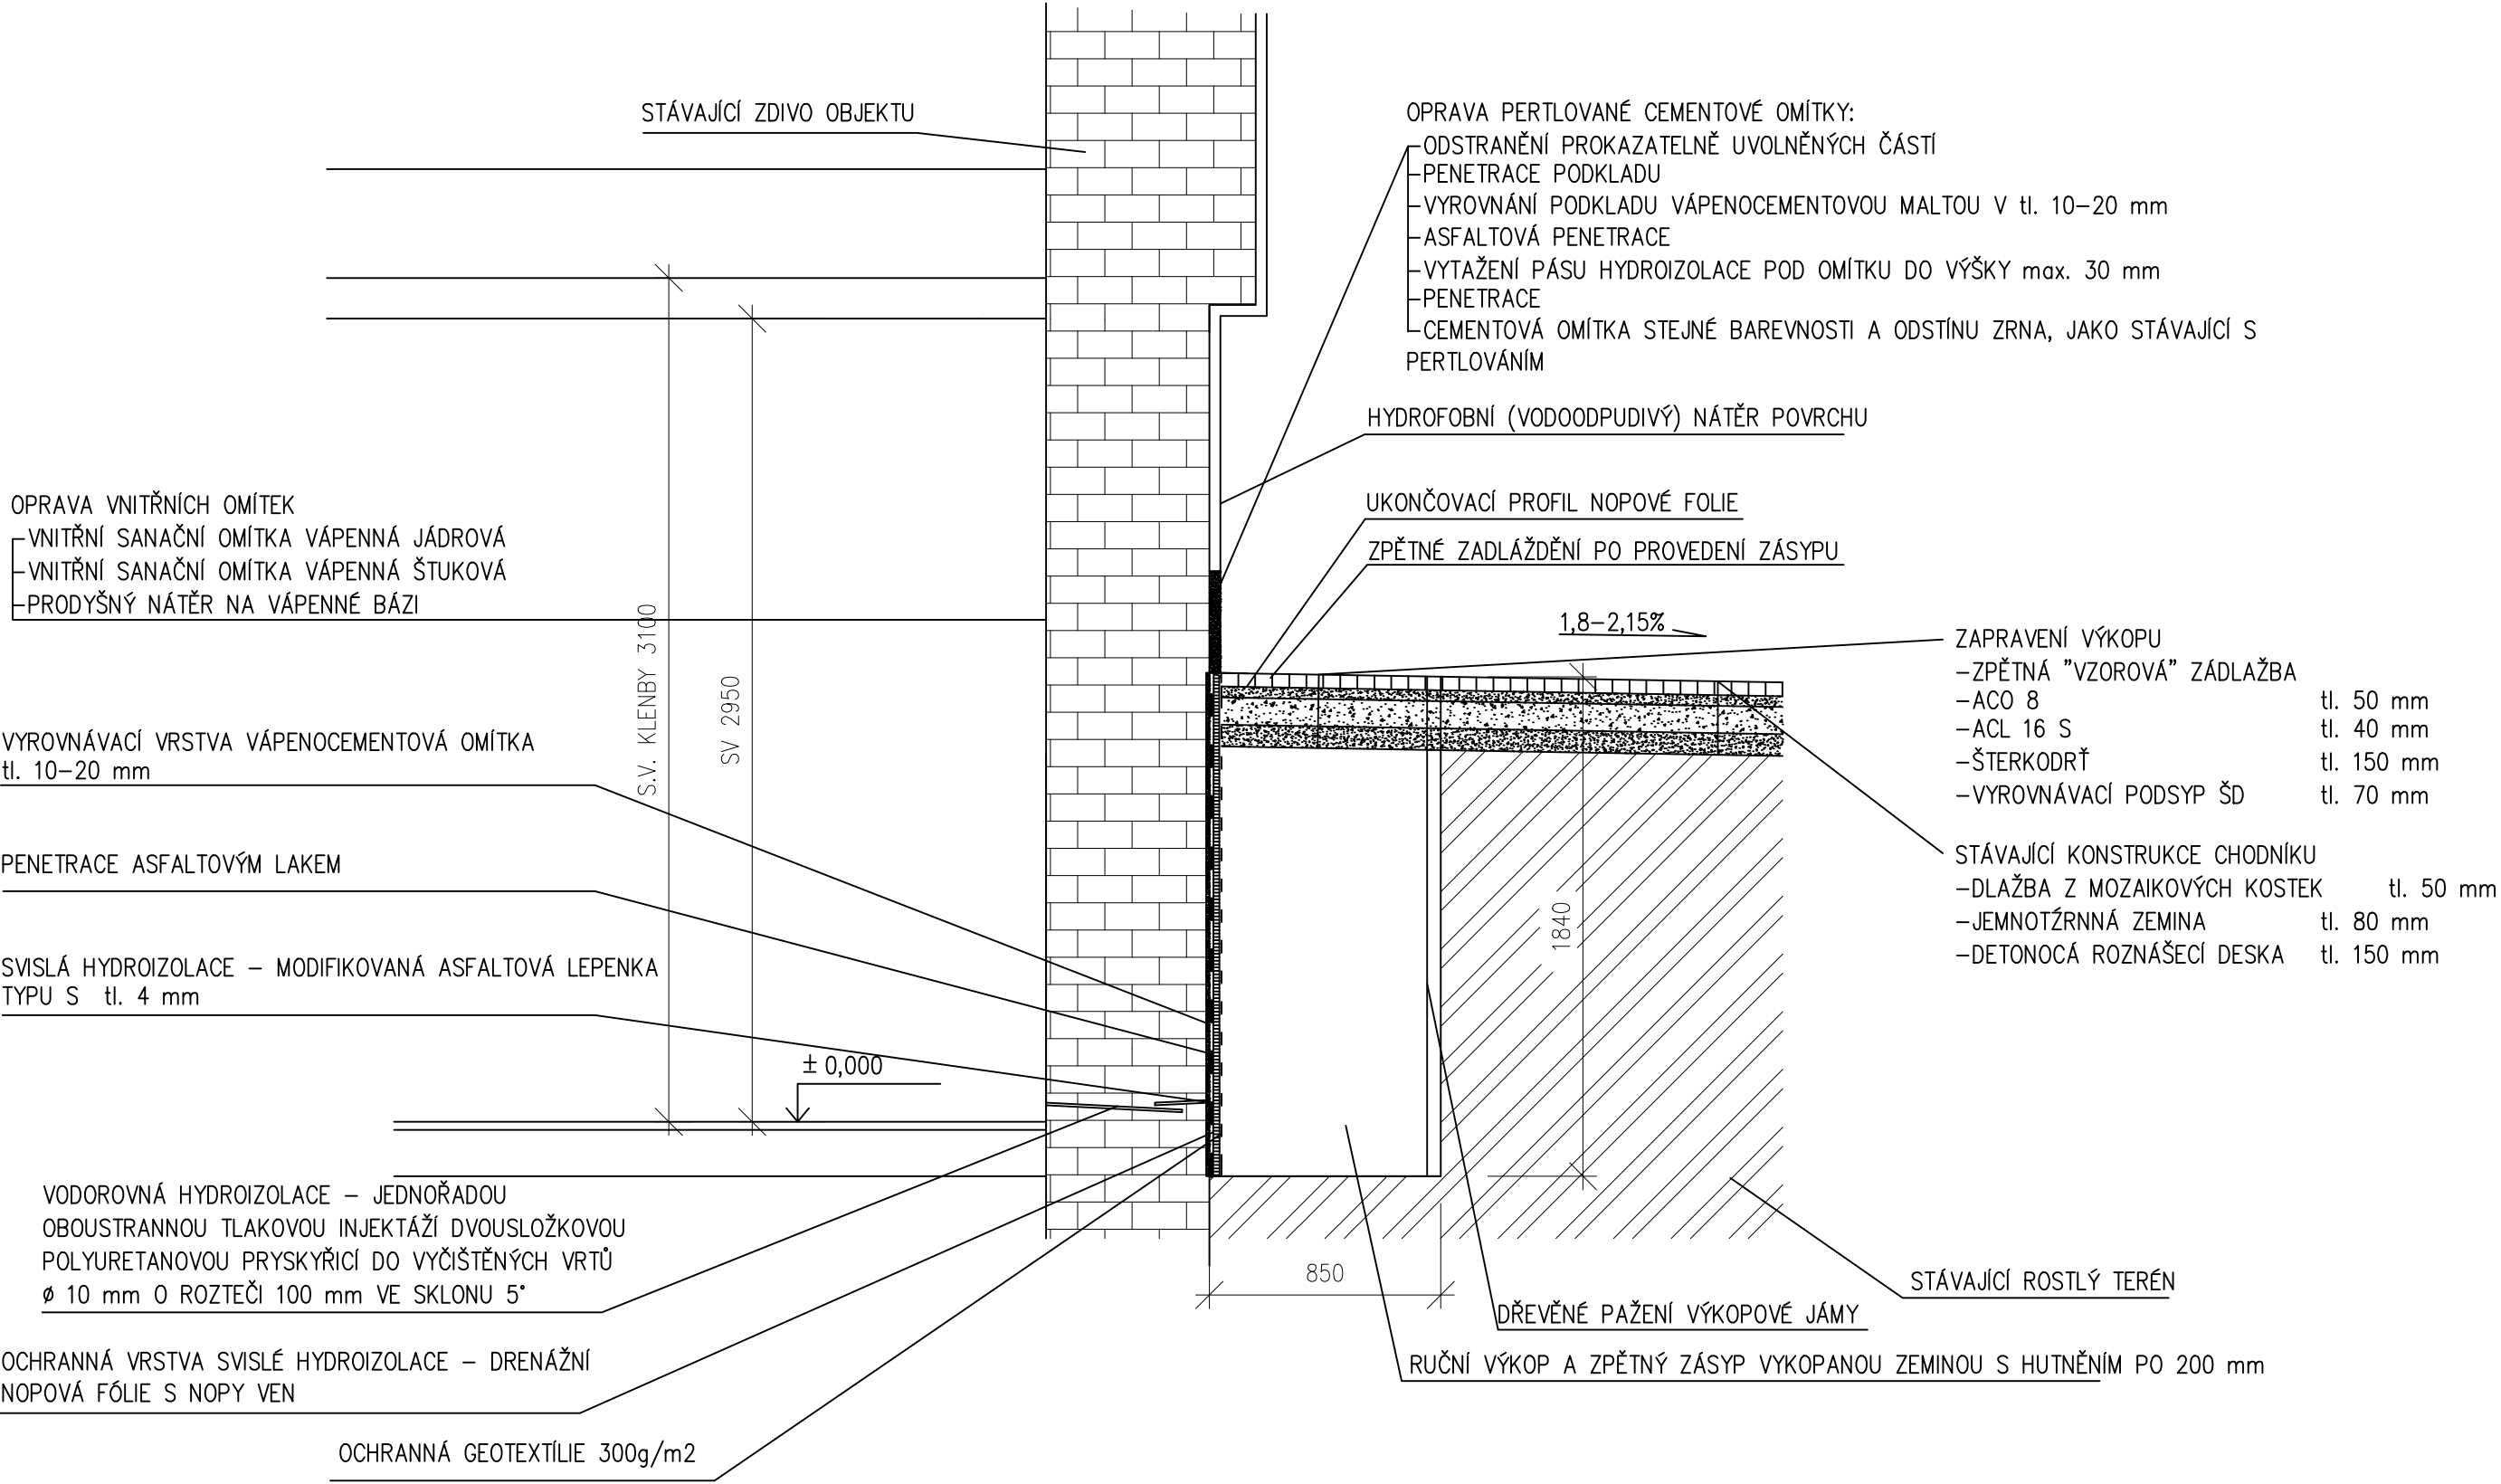 STÁVAJÍCÍ ZDIVO OBJEKTU
OPRAVA PERTLOVANÉ CEMENTOVÉ OMÍTKY:
-ODSTRANĚNÍ PROKAZATELNĚ UVOLNĚNÝCH ČÁSTÍ
-PENETRACE PODKLADU
-VYROVNÁNÍ PODKLADU VÁPENOCEMENTOVOU MALTOU V tl. 10-20 mm
-ASFALTOVÁ PENETRACE
-VYTAŽENÍ PÁSU HYDROIZOLACE POD OMÍTKU DO VÝŠKY max. 30 mm
-PENETRACE
-CEMENTOVÁ OMÍTKA STEJNÉ BAREVNOSTI A ODSTÍNU ZRNA, JAKO STÁVAJÍCÍ S
PERTLOVÁNÍM
HYDROFOBNÍ (VODOODPUDIVÝ) NÁTĚR POVRCHU
UKONČOVACÍ PROFIL NOPOVÉ FOLIE
ZPĚTNÉ ZADLÁŽDĚNÍ PO PROVEDENÍ ZÁSYPU
1,8-2,15%
OPRAVA VNITŘNÍCH OMÍTEK
-VNITŘNÍ SANAČNÍ OMÍTKA VÁPENNÁ JÁDROVÁ
-VNITŘNÍ SANAČNÍ OMÍTKA VÁPENNÁ ŠTUKOVÁ
-PRODYŠNÝ NÁTĚR NA VÁPENNÉ BÁZI
S.V. KLENBY 3100
SV 2950
ZAPRAVENÍ VÝKOPU
-ZPĚTNÁ "VZOROVÁ" ZÁDLAŽBA
-ACO 8 tl. 50 mm
-ACL 16 S tl. 40 mm
-ŠTERKODRŤ tl. 150 mm
-VYROVNÁVACÍ PODSYP ŠD tl. 70 mm
STÁVAJÍCÍ KONSTRUKCE CHODNÍKU
-DLAŽBA Z MOZAIKOVÝCH KOSTEK tl. 50 mm
-JEMNOTŹRNNÁ ZEMINA tl. 80 mm
-DETONOCÁ ROZNÁŠECÍ DESKA tl. 150 mm
VYROVNÁVACÍ VRSTVA VÁPENOCEMENTOVÁ OMÍTKA
tl. 10-20 mm
PENETRACE ASFALTOVÝM LAKEM
SVISLÁ HYDROIZOLACE - MODIFIKOVANÁ ASFALTOVÁ LEPENKA
TYPU S tl. 4 mm
± 0,000
1840
850
VODOROVNÁ HYDROIZOLACE - JEDNOŘADOU
OBOUSTRANNOU TLAKOVOU INJEKTÁŽÍ DVOUSLOŽKOVOU
POLYURETANOVOU PRYSKYŘICÍ DO VYČIŠTĚNÝCH VRTŮ
ø 10 mm O ROZTEČI 100 mm VE SKLONU 5°
OCHRANNÁ VRSTVA SVISLÉ HYDROIZOLACE - DRENÁŽNÍ
NOPOVÁ FÓLIE S NOPY VEN
OCHRANNÁ GEOTEXTÍLIE 300g/m2
STÁVAJÍCÍ ROSTLÝ TERÉN
DŘEVĚNÉ PAŽENÍ VÝKOPOVÉ JÁMY
RUČNÍ VÝKOP A ZPĚTNÝ ZÁSYP VYKOPANOU ZEMINOU S HUTNĚNÍM PO 200 mm